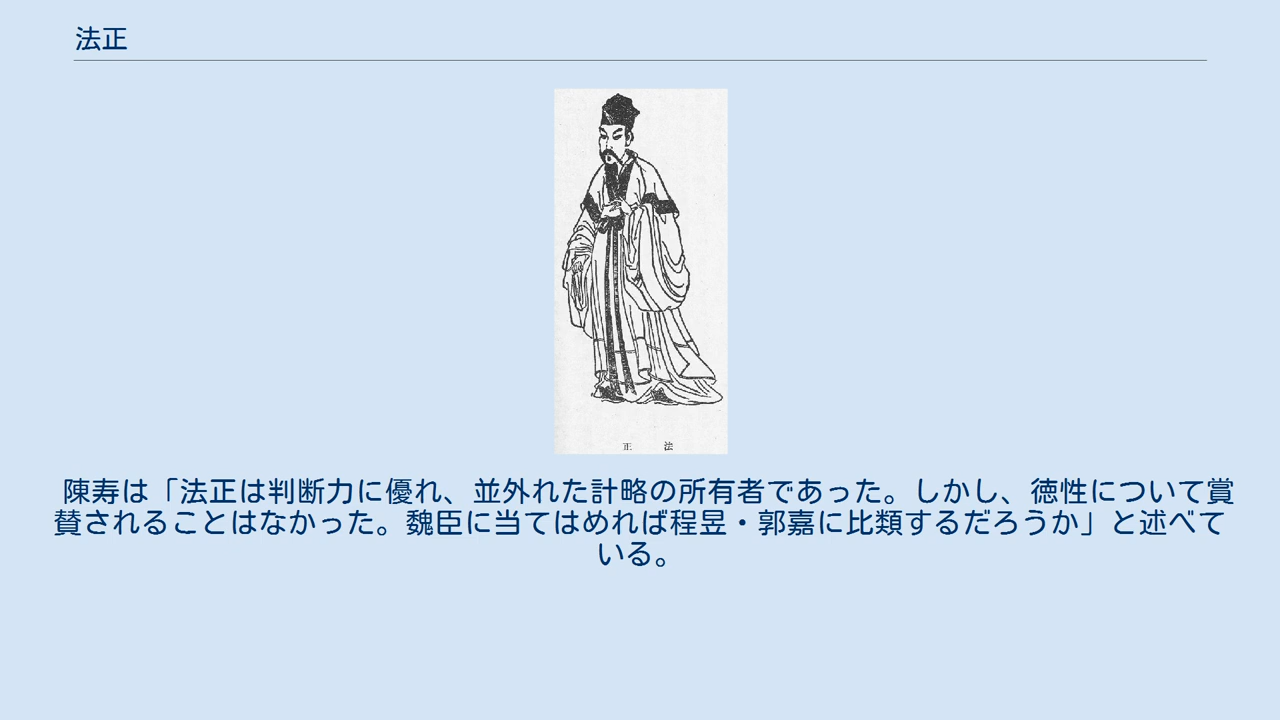 法正
正 法
陳寿は「法正は判断力に優れ、並外れた計略の所有者であった。しかし、徳性について賞
賛されることはなかった。魏臣に当てはめれば程昱・郭嘉に比類するだろうか」と述べて
いる。